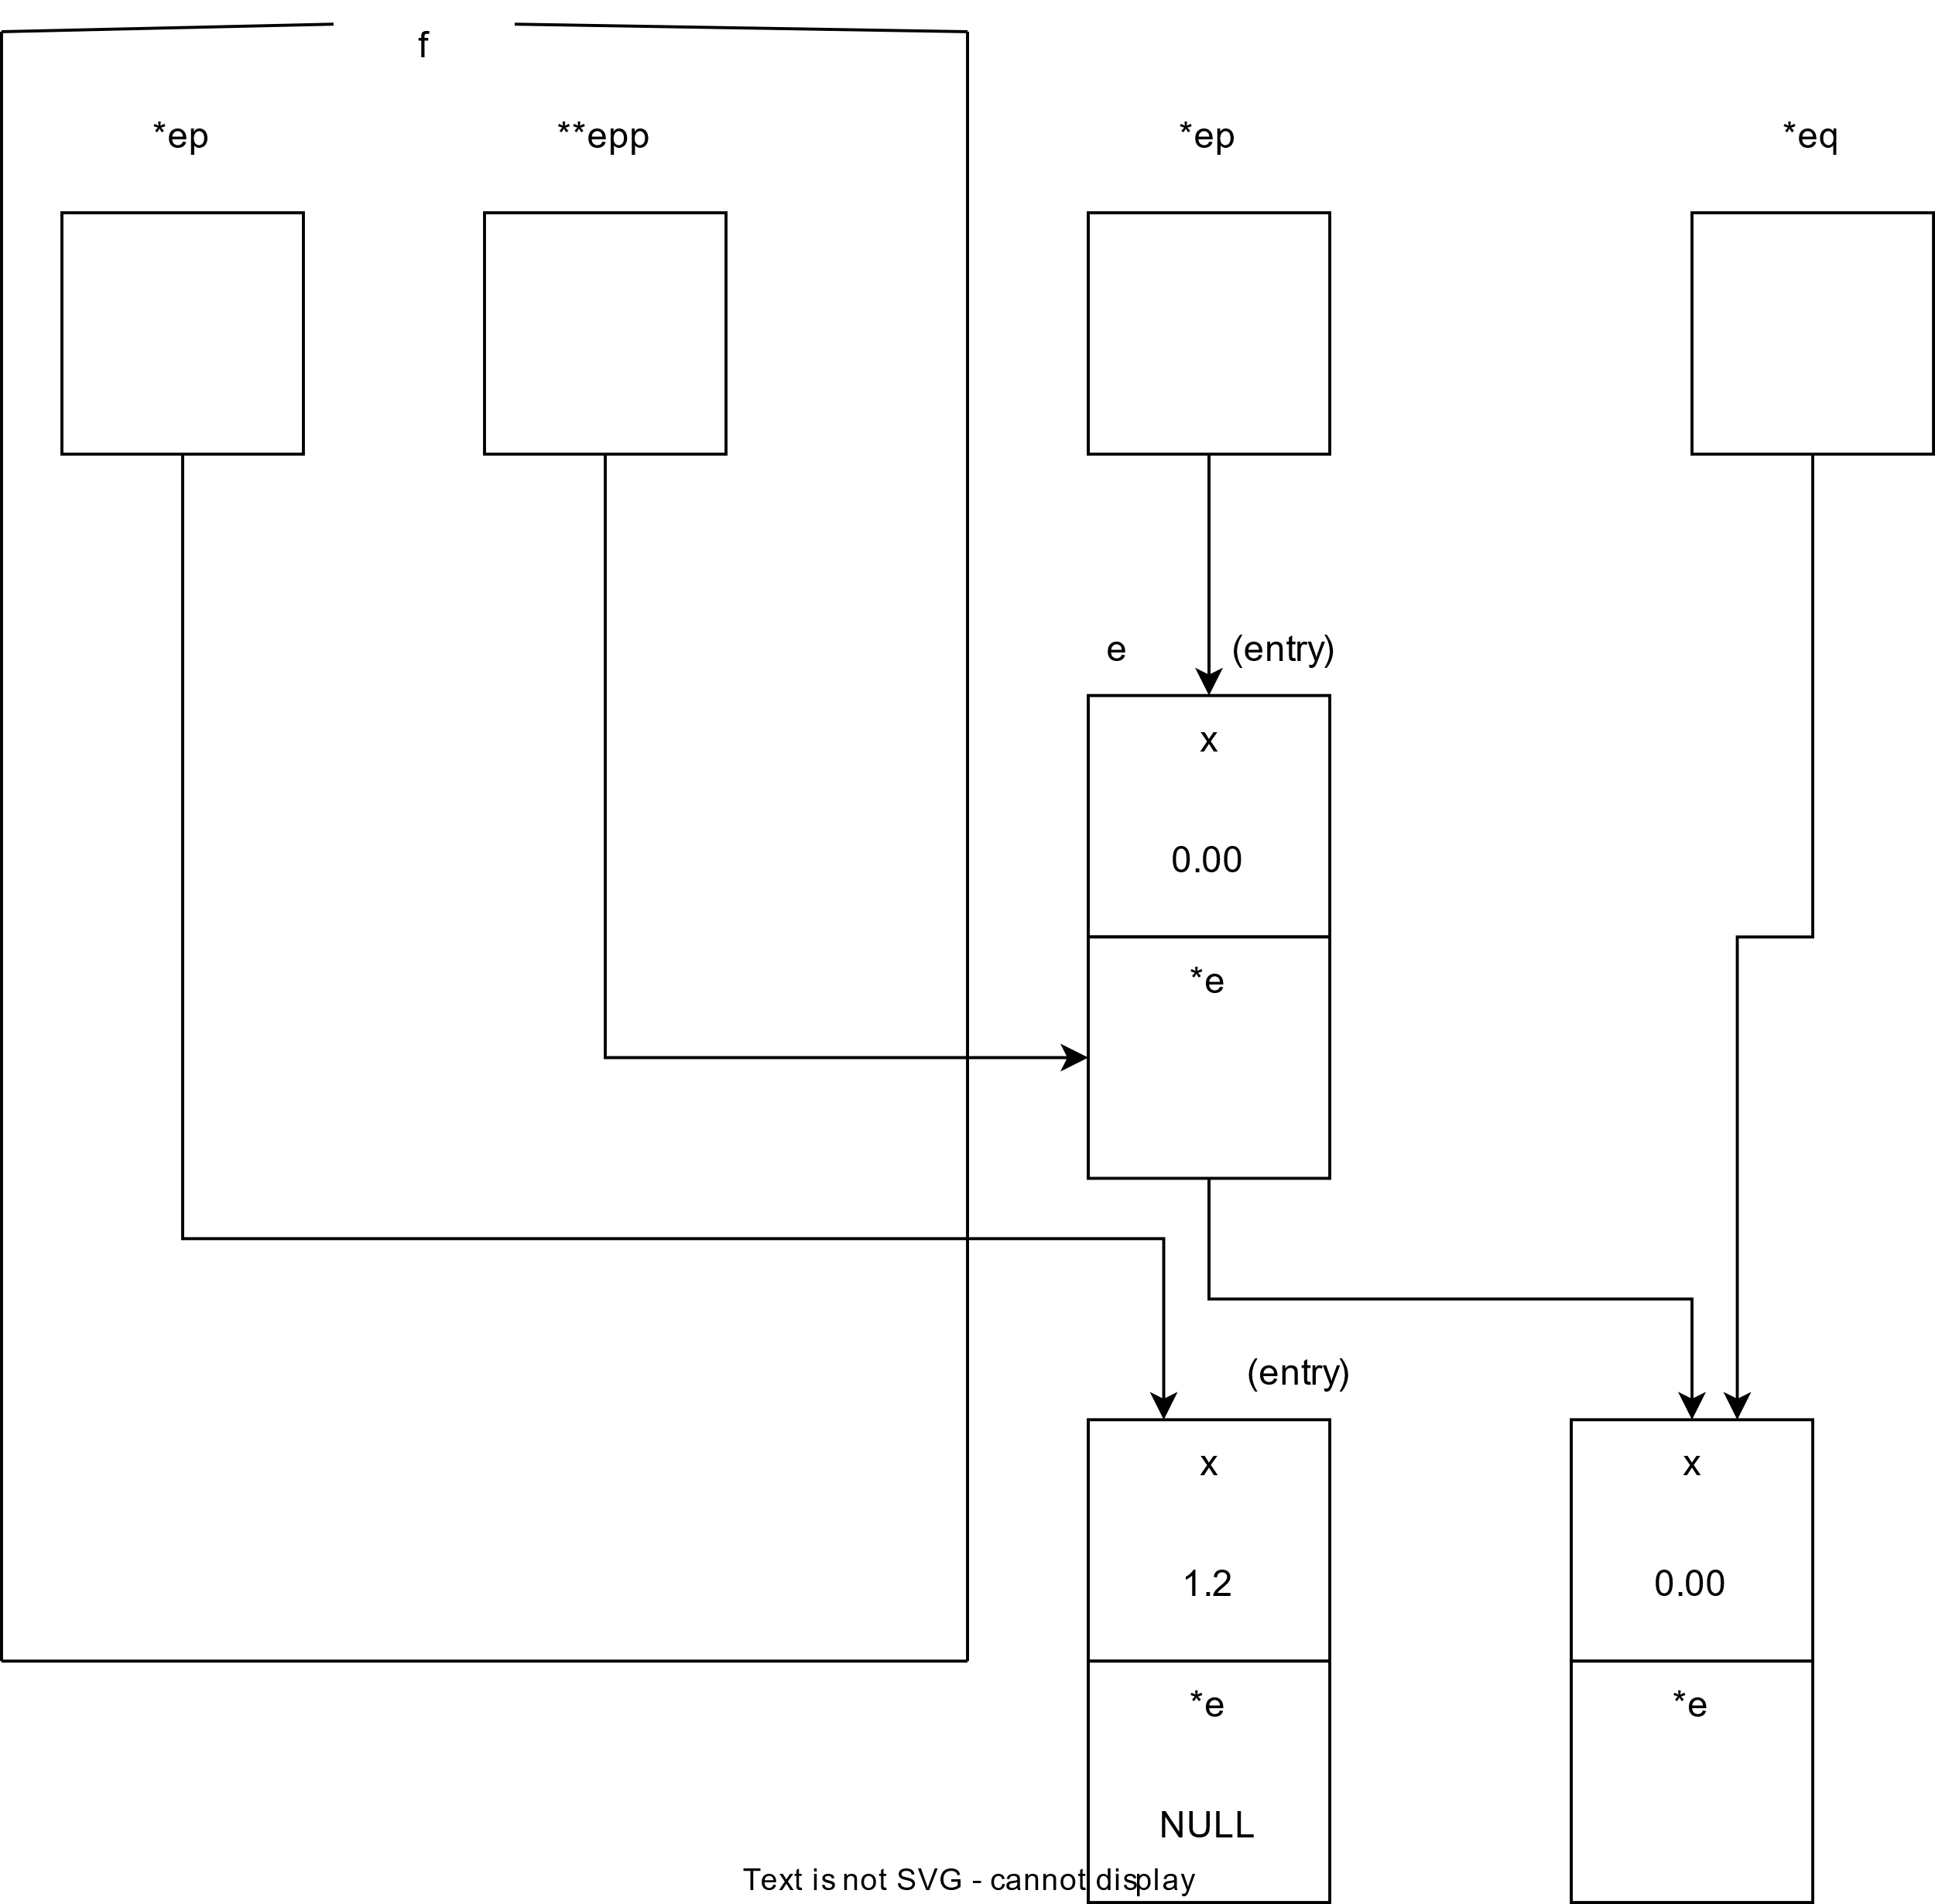 f
*ep
**epp
*ep
*eq
e
(entry)
x
0.00
*e
(entry)
x
1.2
*e
NULL
x
0.00
*e
Text is not SVG - cannot display